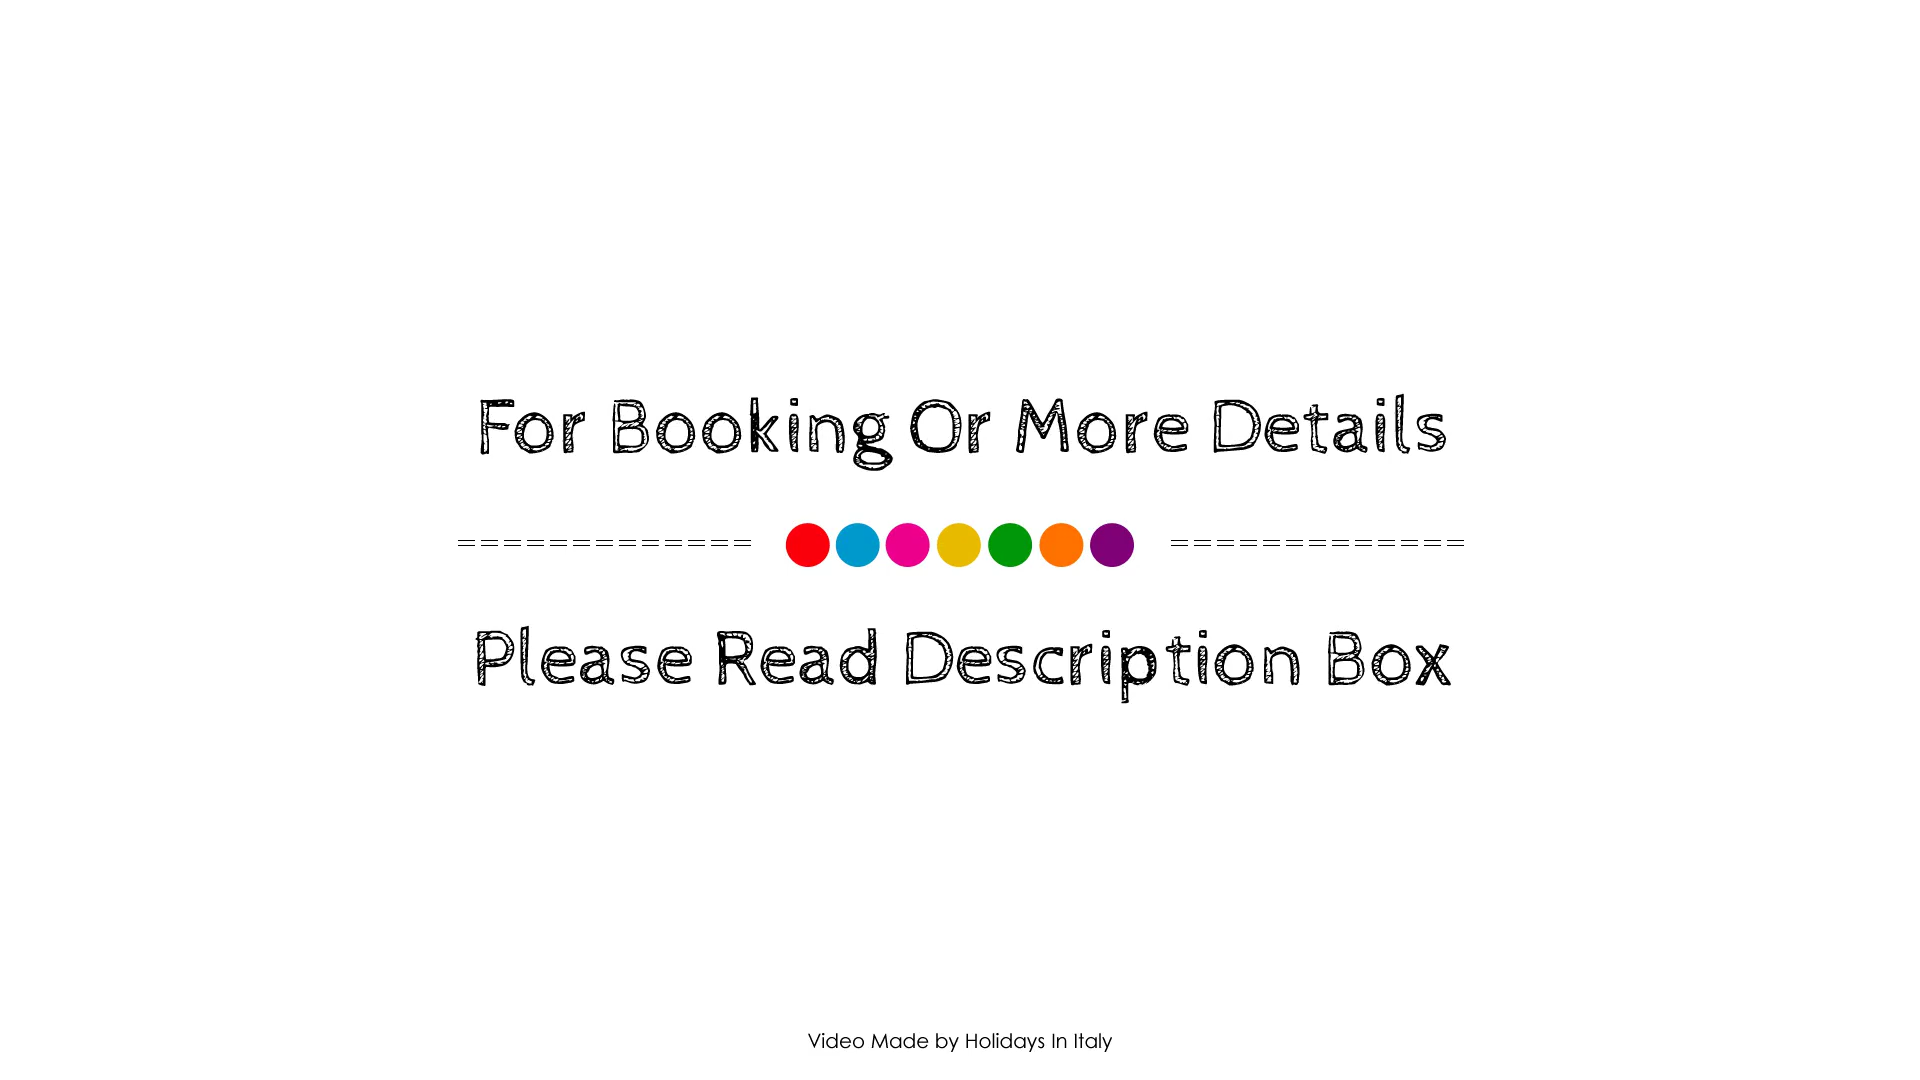 For Booking Or More Details
============= =============
Please Read Description Box
Video Made by Holidays In Italy